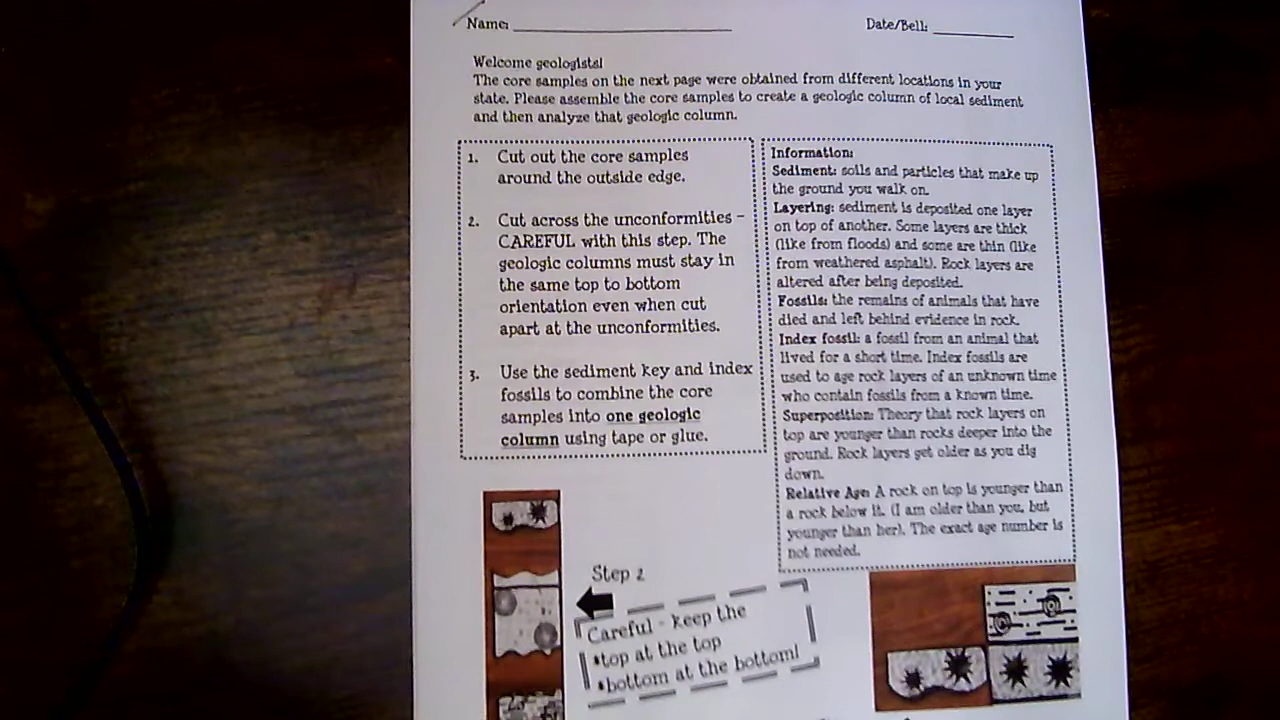 Name: ____________ Date/Bell: ________
Welcome geologists!
The core samples on the next page were obtained from different locations in your
state. Please assemble the core samples to create a geologic column of local sediment
and then analyze that geologic column.
1. Cut out the core samples
around the outside edge.
2. Cut across the unconformities –
CAREFUL with this step. The
geologic columns must stay in
the same top to bottom
orientation even when cut
apart at the unconformities.
3. Use the sediment key and index
fossils to combine the core
samples into one geologic
column using tape or glue.
Information:
Sediment: soils and particles that make up
the ground you walk on.
Layering: sediment is deposited one layer
on top of another. Some layers are thick
(like from floods) and some are thin (like
from weathered asphalt). Rock layers are
altered after being deposited.
Fossils: the remains of animals that have
died and left behind evidence in rock.
Index fossil: a fossil from an animal that
lived for a short time. Index fossils are
used to age rock layers of an unknown time
who contain fossils from a known time.
Superposition: Theory that rock layers on
top are younger than rocks deeper into the
ground. Rock layers get older as you dig
down.
Relative Age: A rock on top is younger than
a rock below it. (I am older than you, but
younger than her). The exact age number is
not needed.
Step 2
Careful - keep the
*top at the top
*bottom at the bottom!